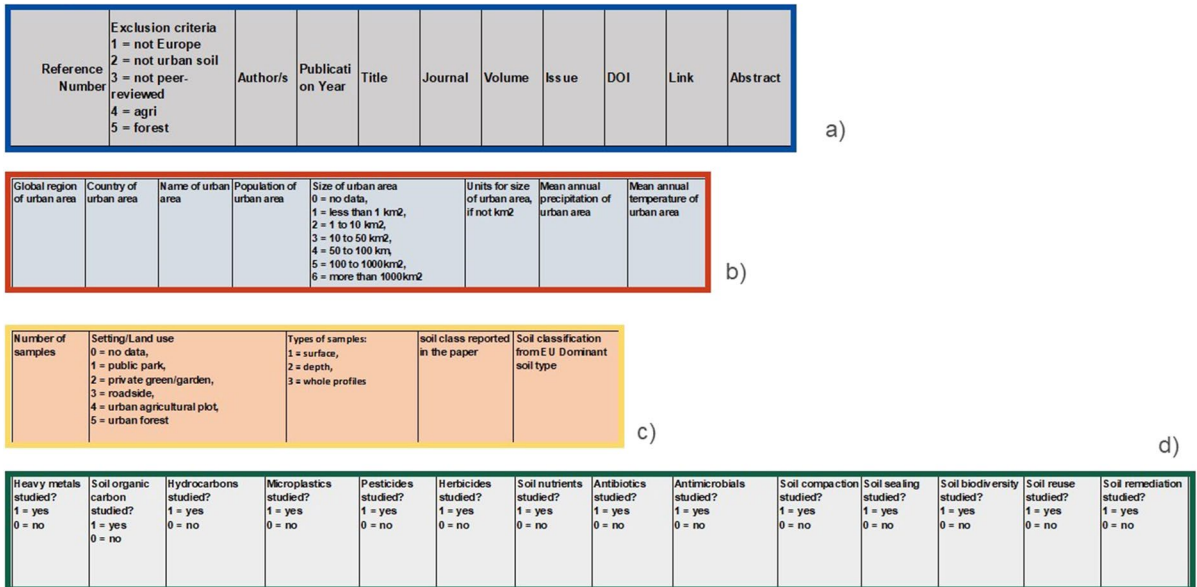 Reference Number
Exclusion criteria
1 = not Europe
2 = not urban soil
3 = not peer-
reviewed
4 = agri
5 = forest
Author/s
Publicati
on Year
Title
Journal
Volume
Issue
DOI
Link
Abstract
a)
Global region
of urban area
Country of
urban area
Name of urban
area
Population of
urban area
Size of urban area
0 = no data,
1 = less than 1 km2,
2 = 1 to 10 km2,
3 = 10 to 50 km2,
4 = 50 to 100 km,
5 = 100 to 1000km2,
6 = more than 1000km2
Units for size
of urban area,
if not km2
Mean annual
precipitation of
urban area
Mean annual
temperature of
urban area
b)
Number of
samples
Setting/Land use
0 = no data,
1 = public park,
2 = private green/garden,
3 = roadside,
4 = urban agricultural plot,
5 = urban forest
Types of samples:
1 = surface,
2 = depth,
3 = whole profiles
soil class reported
in the paper
Soil classification
from EU Dominant
soil type
c)
d)
Heavy metals
studied?
1 = yes
0 = no
Soil organic
carbon
studied?
1 = yes
0 = no
Hydrocarbons
studied?
1 = yes
0 = no
Microplastics
studied?
1 = yes
0 = no
Pesticides
studied?
1 = yes
0 = no
Herbicides
studied?
1 = yes
0 = no
Soil nutrients
studied?
1 = yes
0 = no
Antibiotics
studied?
1 = yes
0 = no
Antimicrobials
studied?
1 = yes
0 = no
Soil compaction
studied?
1 = yes
0 = no
Soil sealing
studied?
1 = yes
0 = no
Soil biodiversity
studied?
1 = yes
0 = no
Soil reuse
studied?
1 = yes
0 = no
Soil remediation
studied?
1 = yes
0 = no